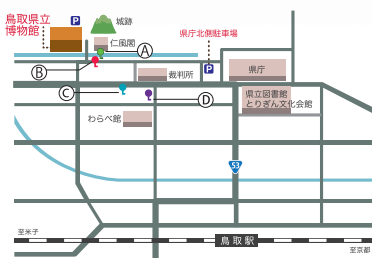 鳥取県立
博物館
P
城跡
仁風閣
A
県庁北側駐車場
B
裁判所
P
県庁
C
D
県立図書館
とりぎん文化会館
わらべ館
53
至米子
鳥取駅
至京都